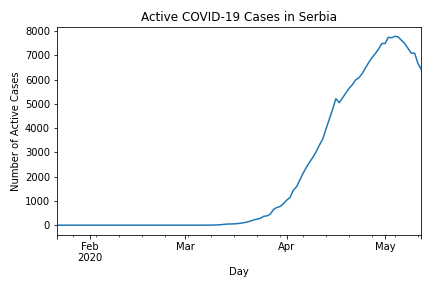 Active COVID-19 Cases in Serbia
Number of Active Cases
8000
7000
6000
5000
4000
3000
2000
1000
0
Feb Mar Apr May
2020
Day